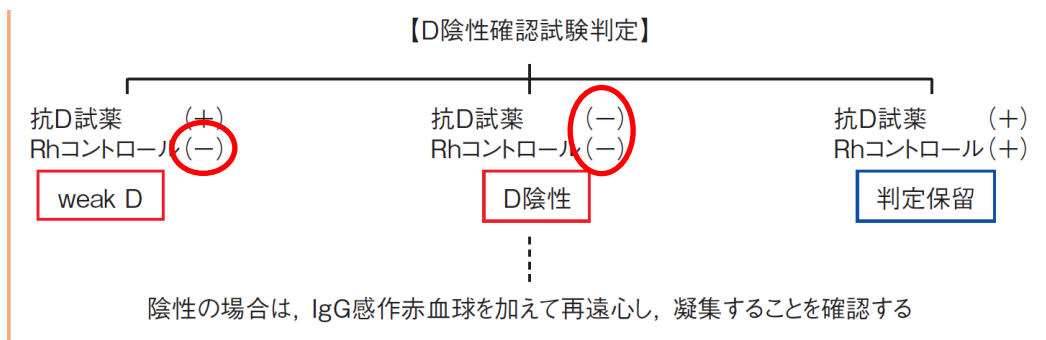 【D陰性確認試験判定】
抗D試薬 (+)
Rhコントロール(−)
weak D
抗D試薬 (−)
Rhコントロール(−)
D陰性
抗D試薬 (+)
Rhコントロール(+)
判定保留
陰性の場合は，IgG感作赤血球を加えて再遠心し，凝集することを確認する